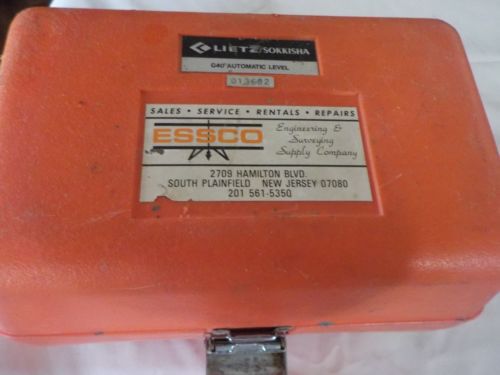 LIETZ/SOKKISHA
C40 AUTOMATIC LEVEL
013682
SALES • SERVICE • RENTALS • REPAIRS
ESSCO
Engineering &
Surveying
Supply Company
2709 HAMILTON BLVD.
SOUTH PLAINFIELD NEW JERSEY 07080
201 561-5350